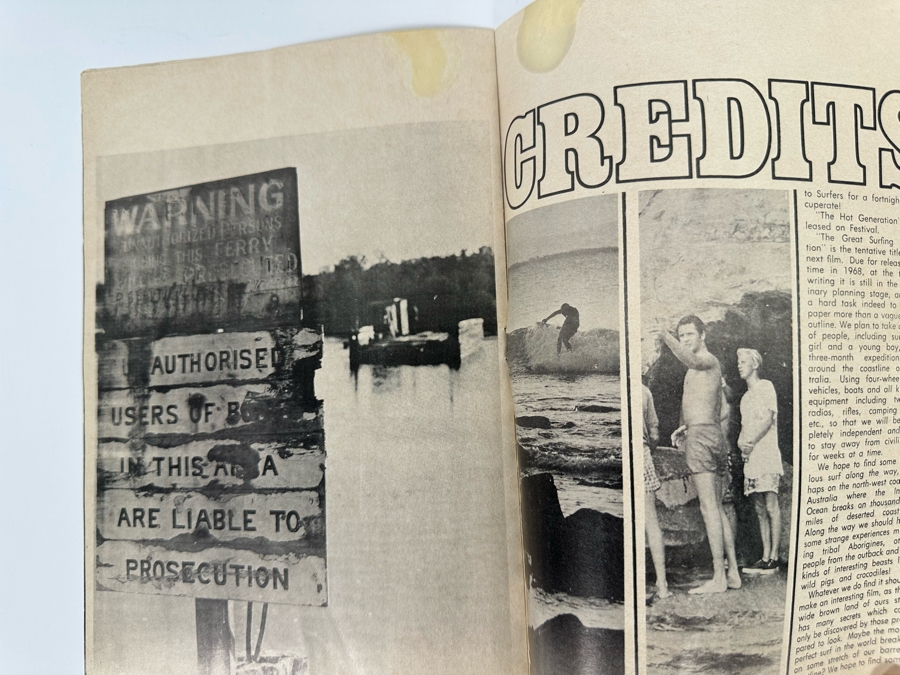 WARNING
FERRY
AUTHORISED
USERS OF
IN THIS
ARE LIABLE TO
PROSECUTION
CREDITS
to Surfers for a fortnigh
cuperate!
"The Hot Generation"
leased on Festival.
"The Great Surfing
tion" is the tentative title
next film. Due for releas
time in 1968, at the t
writing it is still in the
inary planning stage, a
a hard task indeed to
paper more than a vague
outline. We plan to take a
of people, including su
girl and a young boy,
three-month expedition
around the coastline o
tralia. Using four-whee
vehicles, boats and all k
equipment including tw
radios, rifles, camping
etc., so that we will be
pletely independent and
to stay away from civili
for weeks at a time.
We hope to find some
lous surf along the way,
haps on the north-west coa
Australia where the In
Ocean breaks on thousand
miles of deserted coast
Along the way we should h
some strange experiences m
ing tribal Aborigines, o
people from the outback and
kinds of interesting beasts l
wild pigs and crocodiles!
Whatever we do find it shou
make an interesting film, as th
wide brown land of ours st
has many secrets which c
only be discovered by those pr
pared to look. Maybe the mo
perfect surf in the world break
on some stretch of our barre
line? We hope to find som